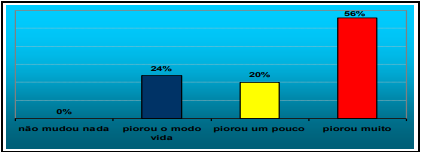 56%
24%
20%
0%
não mudou nada
piorou o modo
vida
piorou um pouco
piorou muito